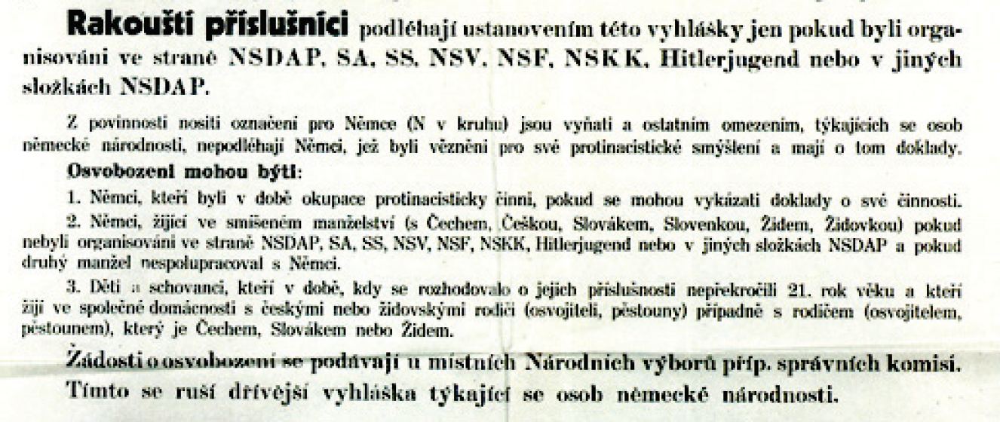 Rakouští příslušníci podléhají ustanovením této vyhlášky jen pokud byli orga-
nisováni ve straně NSDAP, SA, SS, NSV, NSF, NSKK, Hitlerjugend nebo v jiných
složkách NSDAP.
Z povinnosti nositi označení pro Němce (N v kruhu) jsou vyňati a ostatním omezením, týkajících se osob
německé národnosti, nepodléhají Němci, jež byli vězněni pro své protinacistické smýšlení a mají o tom doklady.
Osvobozeni mohou býti:
1. Němci, kteří byli v době okupace protinacisticky činni, pokud se mohou vykázati doklady o své činnosti.
2. Němci, žijící ve smíšeném manželství (s Čechem, Češkou, Slovákem, Slovenkou, Židem, Židovkou) pokud
nebyli organisováni ve straně NSDAP, SA, SS, NSV, NSF, NSKK, Hitlerjugend nebo v jiných složkách NSDAP a pokud
druhý manžel nespolupracoval s Němci.
3. Děti a schovanci, kteří v době, kdy se rozhodovalo o jejich příslušnosti nepřekročili 21. rok věku a kteří
žijí ve společné domácnosti s českými nebo židovskými rodiči (osvojiteli, pěstouny) případně s rodičem (osvojitelem,
pěstounem), který je Čechem, Slovákem nebo Židem.
Žádosti o osvobození se podávají u místních Národních výborů příp. správních komisí.
Tímto se ruší dřívější vyhláška týkající se osob německé národnosti.